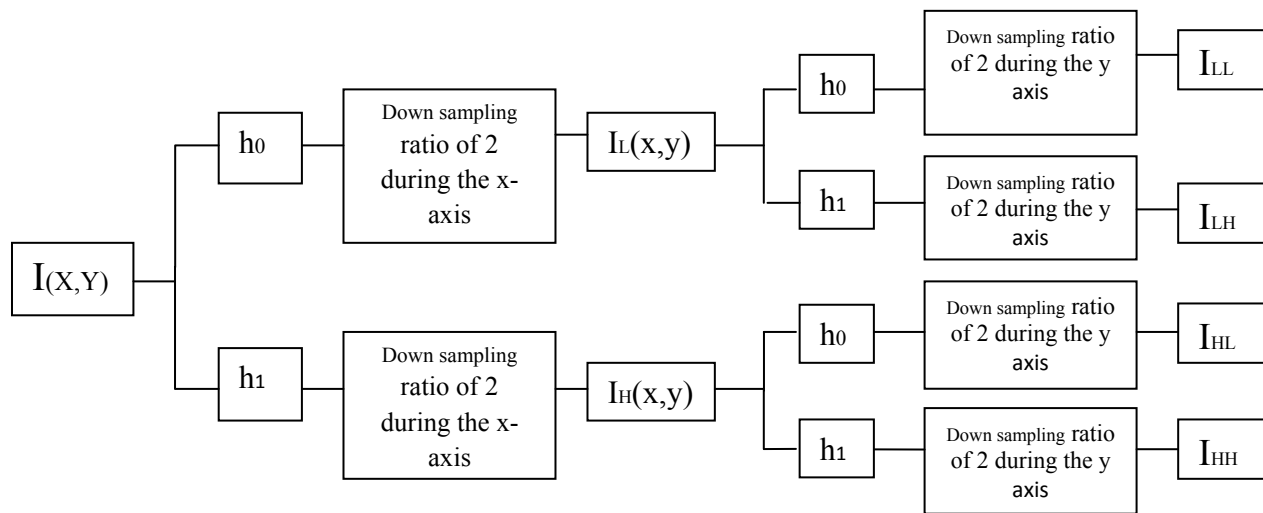 I(X,Y)
h0
Down sampling
ratio of 2
during the x-
axis
IL(x,y)
h0
Down sampling ratio
of 2 during the y
axis
ILL
h1
Down sampling ratio
of 2 during the y
axis
ILH
h1
Down sampling
ratio of 2
during the x-
axis
IH(x,y)
h0
Down sampling ratio
of 2 during the y
axis
IHL
h1
Down sampling ratio
of 2 during the y
axis
IHH